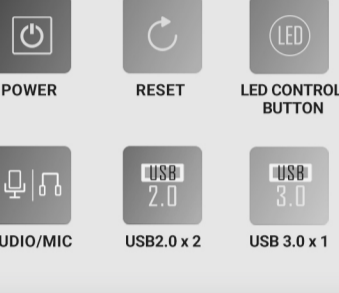 LED
POWER
RESET
LED CONTROL
BUTTON
USB
2.0
USB
3.0
UDIO/MIC
USB2.0 x 2
USB 3.0 x 1